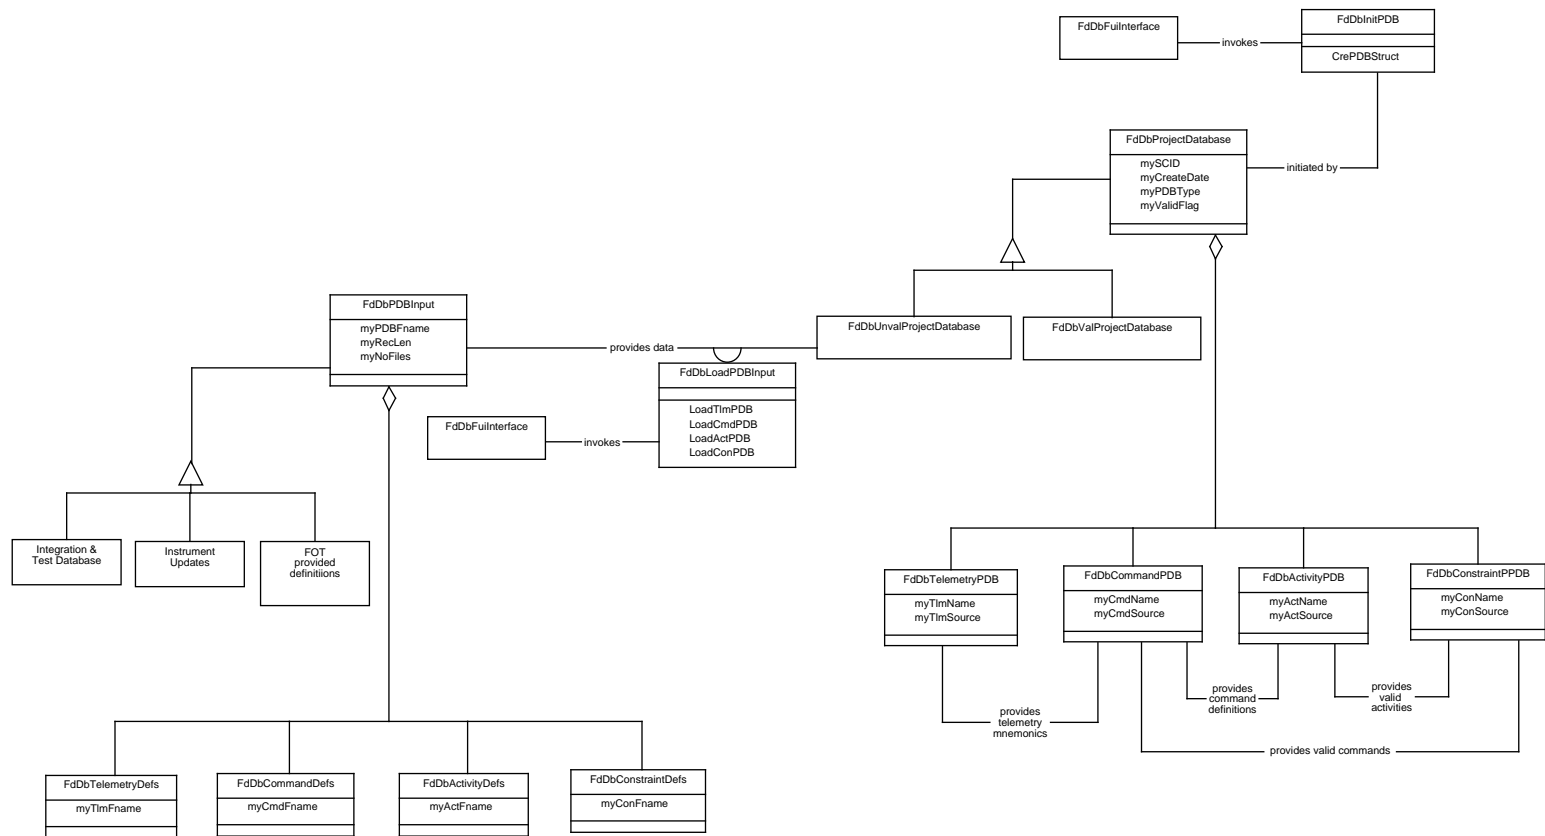 FdDbFuiInterface
invokes
FdDbInitPDB
CrePDBStruct
FdDbProjectDatabase
mySCID
myCreateDate
myPDBType
myValidFlag
initiated by
FdDbPDBInput
myPDBFname
myRecLen
myNoFiles
provides data
FdDbUnvalProjectDatabase
FdDbValProjectDatabase
FdDbLoadPDBInput
LoadTlmPDB
LoadCmdPDB
LoadActPDB
LoadConPDB
FdDbFuiInterface
invokes
Integration &
Test Database
Instrument
Updates
FOT
provided
definitiions
FdDbTelemetryPDB
myTlmName
myTlmSource
FdDbCommandPDB
myCmdName
myCmdSource
FdDbActivityPDB
myActName
myActSource
FdDbConstraintPPDB
myConName
myConSource
provides
telemetry
mnemonics
provides
command
definitions
provides
valid
activities
provides valid commands
FdDbTelemetryDefs
myTlmFname
FdDbCommandDefs
myCmdFname
FdDbActivityDefs
myActFname
FdDbConstraintDefs
myConFname